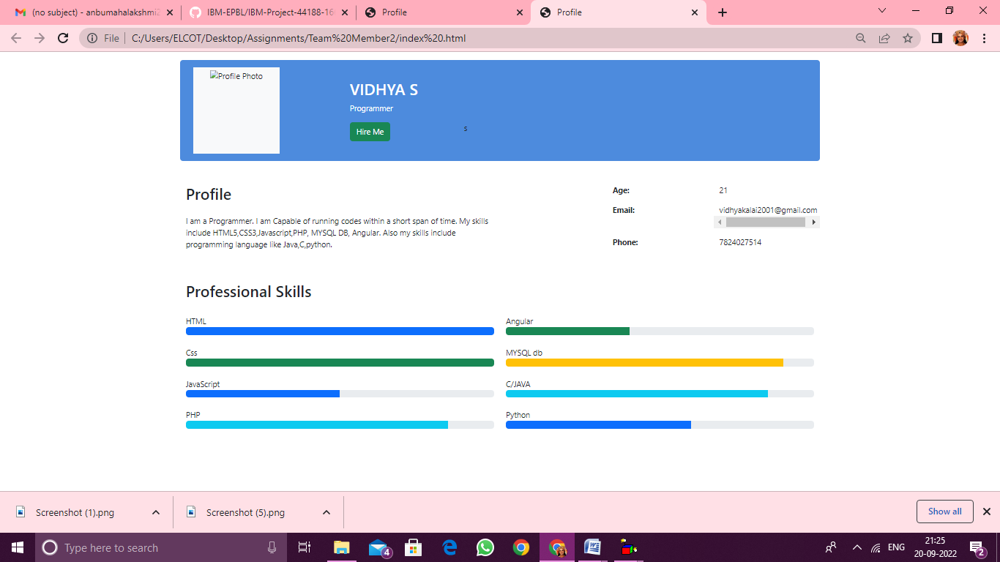 (no subject) - anbumahalakshmi2
IBM-EPBL/IBM-Project-44188-16
Profile
Profile
File
C:/Users/ELCOT/Desktop/Assignments/Team%20Member2/index%20.html
Profile Photo
VIDHYA S
Programmer
Hire Me
s
Profile
I am a Programmer. I am Capable of running codes within a short span of time. My skills
include HTML5,CSS3,Javascript,PHP, MYSQL DB, Angular. Also my skills include
programming language like Java,C,python.
Age: 21
Email: vidhyakalai2001@gmail.com
Phone: 7824027514
Professional Skills
HTML
Angular
Css
MYSQL db
JavaScript
C/JAVA
PHP
Python
Screenshot (1).png
Screenshot (5).png
Show all
Type here to search
4
ENG
21:25
20-09-2022
2